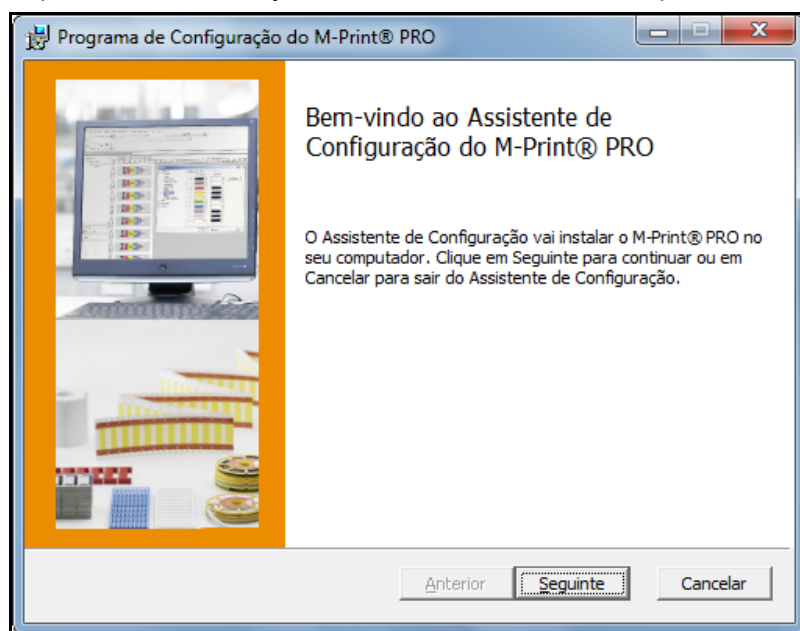 Programa de Configuração do M-Print® PRO
Bem-vindo ao Assistente de
Configuração do M-Print® PRO
O Assistente de Configuração vai instalar o M-Print® PRO no
seu computador. Clique em Seguinte para continuar ou em
Cancelar para sair do Assistente de Configuração.
Anterior
Seguinte
Cancelar